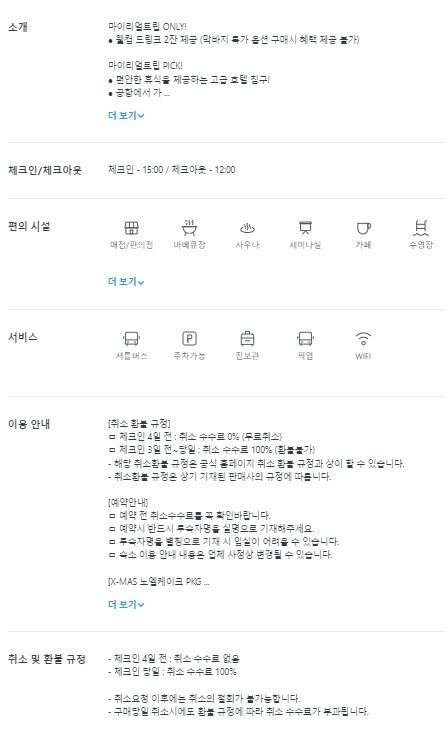 소개
마이리얼트립 ONLY!
● 웰컴 드링크 2잔 제공 (막바지 특가 옵션 구매시 혜택 제공 불가)
마이리얼트립 PICK!
● 편안한 휴식을 제공하는 고급 호텔 침구!
● 공항에서 가 ...
더 보기
체크인/체크아웃
체크인 - 15:00 / 체크아웃 - 12:00
편의 시설
매점/편의점 바베큐장 사우나 세미나실 카페 수영장
더 보기
서비스
셔틀버스 주차가능 짐보관 픽업 WIFI
이용 안내
[취소 환불 규정]
ㅁ 체크인 4일 전 : 취소 수수료 0% (무료취소)
ㅁ 체크인 3일 전~당일 : 취소 수수료 100% (환불불가)
- 해당 취소환불 규정은 공식 홈페이지 취소 환불 규정과 상이 할 수 있습니다.
- 취소환불 규정은 상기 기재된 판매사의 규정에 따릅니다.
[예약안내]
ㅁ 예약 전 취소수수료를 꼭 확인바랍니다.
ㅁ 예약시 반드시 투숙자명을 실명으로 기재해주세요.
ㅁ 투숙자명을 별칭으로 기재 시 입실이 어려울 수 있습니다.
ㅁ 숙소 이용 안내 내용은 업체 사정상 변경될 수 있습니다.
[X-MAS 노엘케이크 PKG ...
더 보기
취소 및 환불 규정
- 체크인 4일 전 : 취소 수수료 없음
- 체크인 당일 : 취소 수수료 100%
- 취소요청 이후에는 취소의 철회가 불가능합니다.
- 구매당일 취소시에도 환불 규정에 따라 취소 수수료가 부과됩니다.